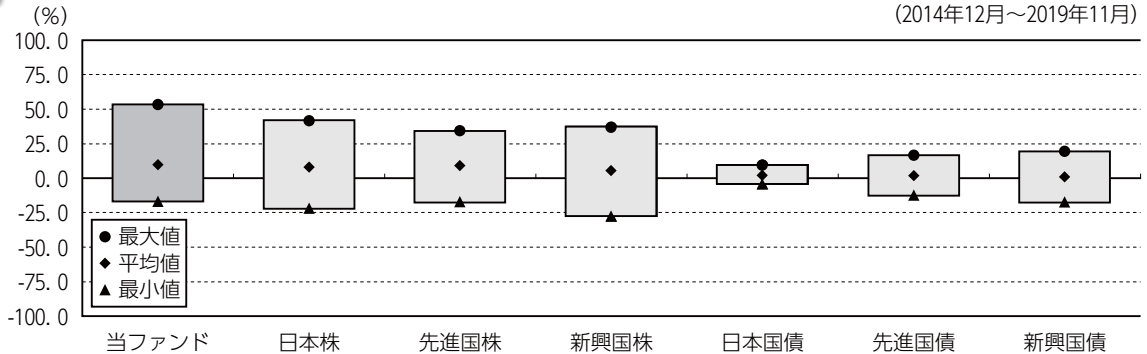 (%)
(2014年12月～2019年11月)
100.0
75.0
50.0
25.0
0.0
-25.0
-50.0
-75.0
-100.0
● 最大値
◆ 平均値
▲ 最小値
当ファンド 日本株 先進国株 新興国株 日本国債 先進国債 新興国債